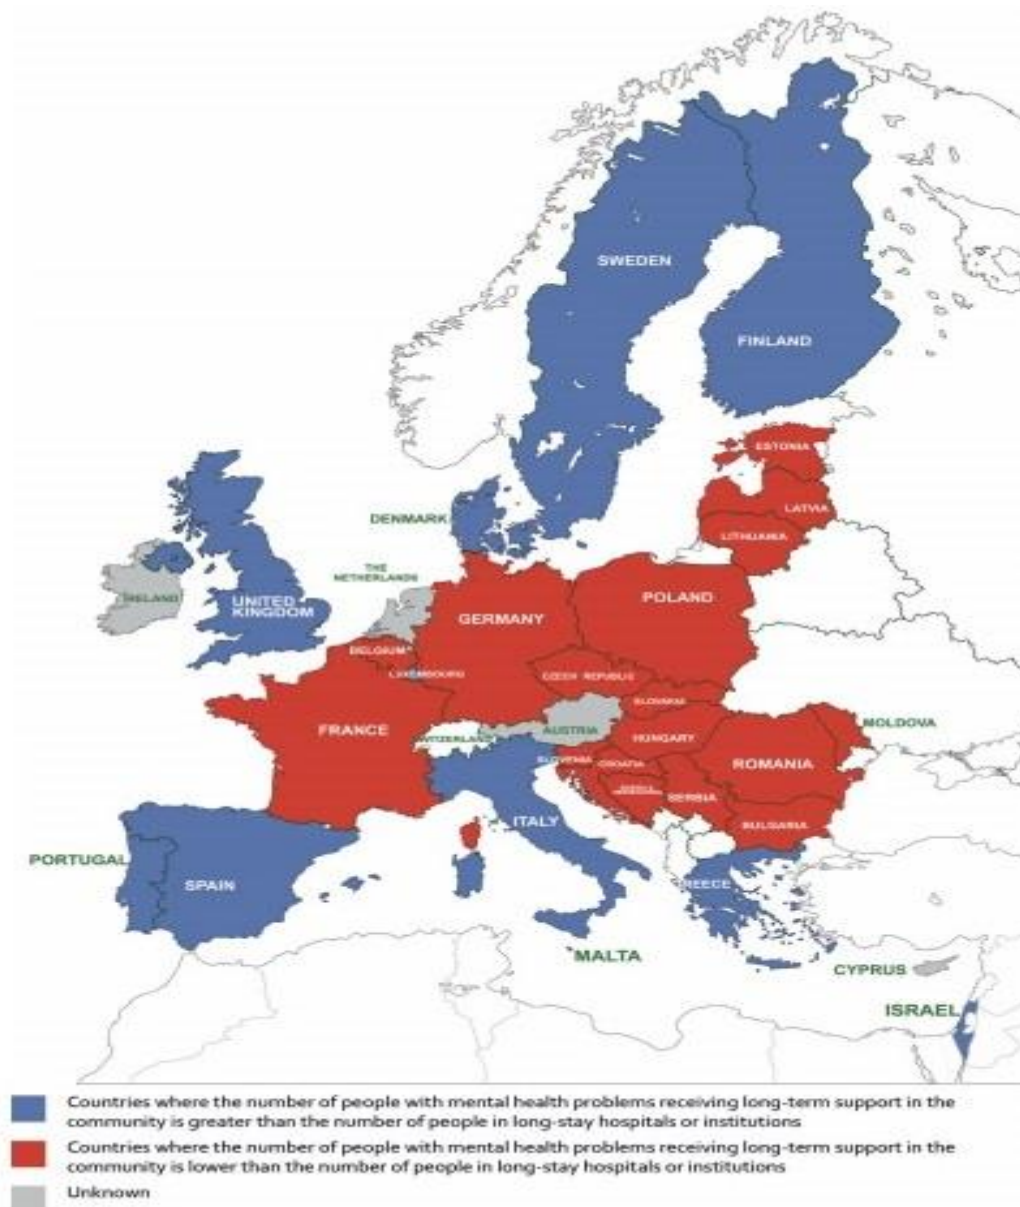 SWEDEN
FINLAND
ESTONIA
LATVIA
LITHUANIA
DENMARK
THE
NETHERLANDS
IRELAND
UNITED
KINGDOM
GERMANY
POLAND
BELGIUM
LUXEMBOURG
CZECH REPUBLIC
SLOVAKIA
FRANCE
WITZERLAND
AUSTRIA
HUNGARY
MOLDOVA
SLOVENIA
CROATIA
ROMANIA
SERBIA
BULGARIA
ITALY
PORTUGAL
SPAIN
REECE
MALTA
CYPRUS
ISRAEL
Countries where the number of people with mental health problems receiving long-term support in the
community is greater than the number of people in long-stay hospitals or institutions
Countries where the number of people with mental health problems receiving long-term support in the
community is lower than the number of people in long-stay hospitals or institutions
Unknown